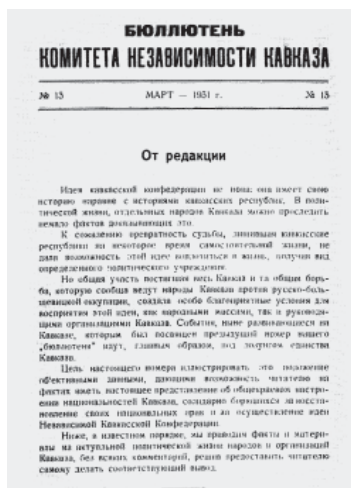 БЮЛЛЮТЕНЬ
КОМИТЕТА НЕЗАВИСИМОСТИ КАВКАЗА
№ 13 МАРТ — 1931 г. № 13
От редакции
Идея кавказской конфедерации не нова: она имеет свою
историю наравне с историями кавказских республик. В поли-
тической жизни, отдельных народов Кавказа можно проследить
немало фактов доказывающих это.
К сожалению превратность судьбы, лишившая кавказские
республики на некоторое время самостоятельной жизни, не
дала возможность этой идее воплотиться в жизнь, получив вид
определенного политического учреждения.
Но общая участь постигшая весь Кавказ и та общая борь-
ба, которую сообща ведут народы Кавказа против русско-боль-
шевицкой оккупации, создала особо благоприятные условия для
восприятия этой идеи, как народными массами, так и руководя-
щими организациями Кавказа. События, ныне развивающиеся на
Кавказе, которым был посвящен предыдущий номер нашего
„бюллютеня" идут, главным образом, под лозунгом единства
Кавказа.
Цель настоящего номера иллюстрировать это положение
объективными данными, дающими возможность читателю на
фактах иметь настоящее представление об общекавказ. настрое-
нии национальностей Кавказа, солидарно борющихся за восста-
новление своих национальных прав и за осуществление идеи
Независимой Кавказской Конфедерации.
Ниже, в известном порядке, мы приводим факты и матери-
алы из актуальной политической жизни народов и организаций
Кавказа, без всяких комментарий, решив предоставить читателю
самому делать соответствующий вывод.